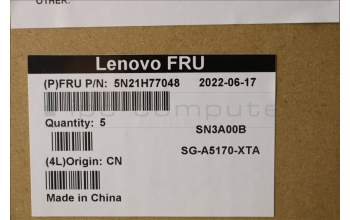 OTHER:
Lenovo FRU
(P)FRU P/N: 5N21H77048 2022-06-17
Quantity: 5
SN3A00B
SG-A5170-XTA
(4L)Origin: CN
Made in China